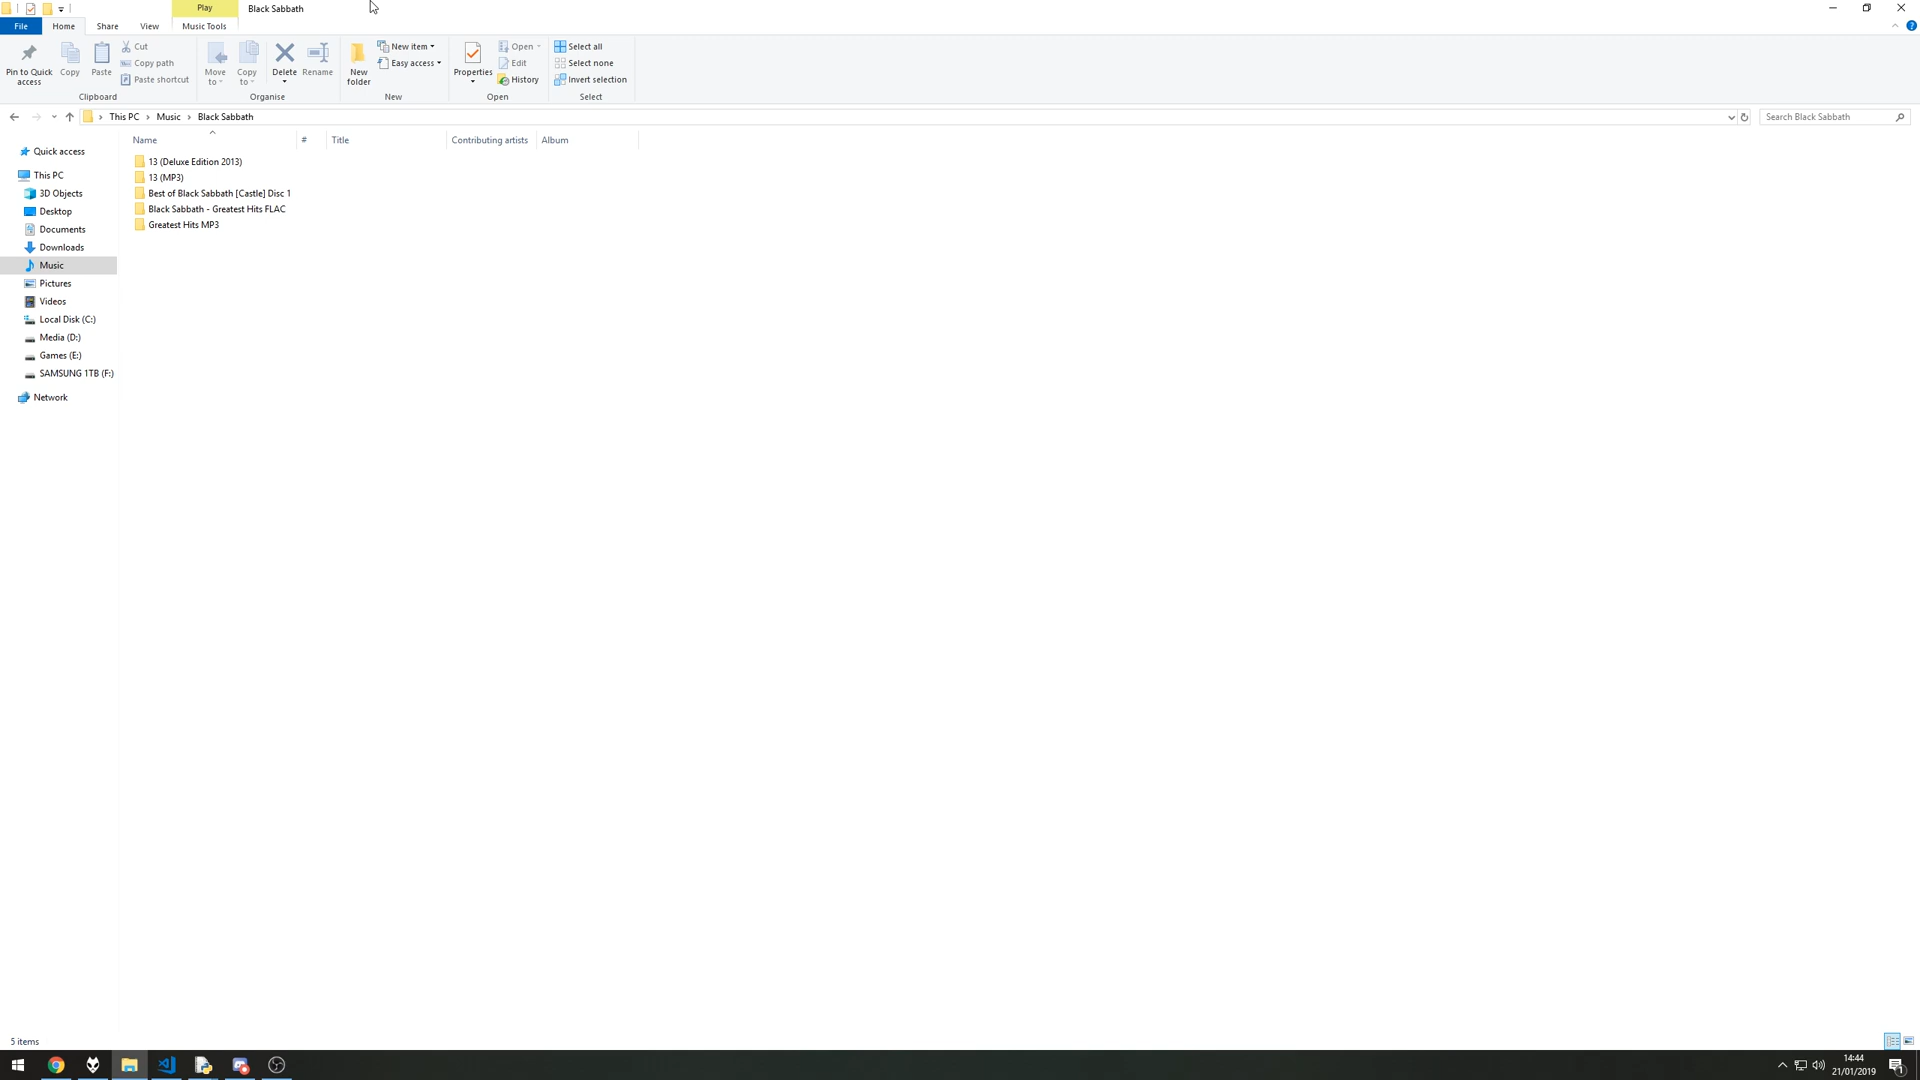 Play
Black Sabbath
File
Home
Share
View
Music Tools
Pin to Quick access
Copy
Paste
Cut
Copy path
Paste shortcut
Clipboard
Move to
Copy to
Delete
Rename
Organise
New folder
New item
Easy access
New
Properties
Open
Edit
History
Open
Select all
Select none
Invert selection
Select
This PC
Music
Black Sabbath
Search Black Sabbath
Name
#
Title
Contributing artists
Album
Quick access
This PC
3D Objects
Desktop
Documents
Downloads
Music
Pictures
Videos
Local Disk (C:)
Media (D:)
Games (E:)
SAMSUNG 1TB (F:)
Network
13 (Deluxe Edition 2013)
13 (MP3)
Best of Black Sabbath [Castle] Disc 1
Black Sabbath - Greatest Hits FLAC
Greatest Hits MP3
5 items
14:44
21/01/2019
1